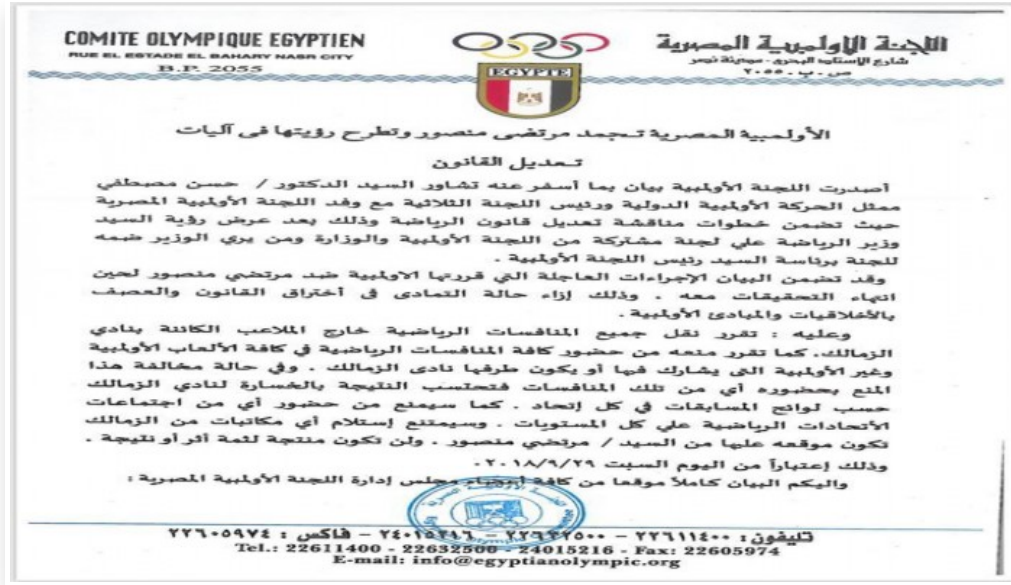 COMITE OLYMPIQUE EGYPTIEN
RUE EL ESTADE EL BAHARY NASR CITY
B.P. 2055
اللجنة الاولمبية المصرية
شارع الإستاد البحرى - مدينة نصر
ص . ب . ٢٠٥٥
EGYPTE
الأولمبية المصرية تجمد مرتضى منصور وتطرح رؤيتها فى آليات
تعديل القانون
أصدرت اللجنة الأولمبية بيان بما أسفر عنه تشاور السيد الدكتور / حسن مصطفي
ممثل الحركة الأولمبية الدولية ورئيس اللجنة الثلاثية مع وفد اللجنة الأولمبية المصرية
حيث تضمن خطوات مناقشة تعديل قانون الرياضة وذلك بعد عرض رؤية السيد
وزير الرياضة علي لجنة مشتركة من اللجنة الأولمبية والوزارة ومن يري الوزير ضمه
للجنة برئاسة السيد رئيس اللجنة الأولمبية .
وقد تضمن البيان الإجراءات العاجلة التي قررتها الاولمبية ضد مرتضي منصور لحين
انتهاء التحقيقات معه . وذلك إزاء حالة التمادى فى أختراق القانون والعصف
بالأخلاقيات والمبادئ الأولمبية .
وعليه : تقرر نقل جميع المنافسات الرياضية خارج الملاعب الكائنة بنادي
الزمالك. كما تقرر منعه من حضور كافة المنافسات الرياضية في كافة الألعاب الأولمبية
وغير الأولمبية التى يشارك فيها أو يكون طرفها نادى الزمالك . وفي حالة مخالفة هذا
المنع بحضوره أي من تلك المنافسات فتحتسب النتيجة بالخسارة لنادي الزمالك
حسب لوائح المسابقات في كل إتحاد . كما سيمنع من حضور أي من اجتماعات
الأتحادات الرياضية علي كل المستويات . وسيمتنع إستلام أي مكاتبات من الزمالك
تكون موقعه عليها من السيد / مرتضي منصور . ولن تكون منتجة لثمة أثر أو نتيجة .
وذلك إعتباراً من اليوم السبت ٢٠١٨/٩/٢٩ .
واليكم البيان كاملاً موقعا من كافة أعضاء مجلس إدارة اللجنة الأولمبية المصرية :
تليفون : ٢٢٦١١٤٠٠ - ٢٢٦٣٢٥٠٠ - ٢٤٠١٥٢١٦ - فاكس : ٢٢٦٠٥٩٧٤
Tel.: 22611400 - 22632500 - 24015216 - Fax: 22605974
E-mail: info@egyptianolympic.org